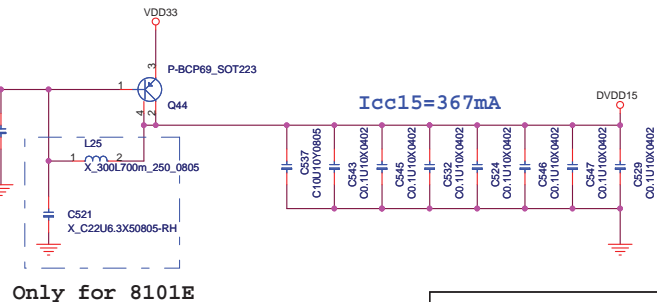 VDD33
3
P-BCP69_SOT223
1
Q44
4
2
Icc15=367mA
DVDD15
L25
1
2
X_300L700m_250_0805
C521
X_C22U6.3X50805-RH
C537
C10U10Y0805
C543
C0.1U10X0402
C545
C0.1U10X0402
C532
C0.1U10X0402
C524
C0.1U10X0402
C546
C0.1U10X0402
C547
C0.1U10X0402
C529
C0.1U10X0402
Only for 8101E